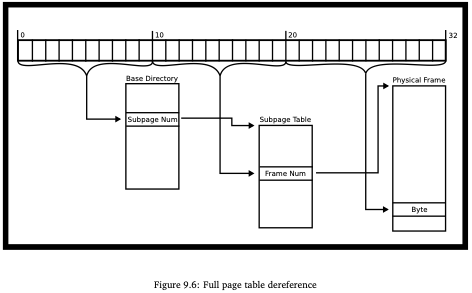 0 10 20 32
Base Directory
Physical Frame
Subpage Num
Subpage Table
Frame Num
Byte
Figure 9.6: Full page table dereference